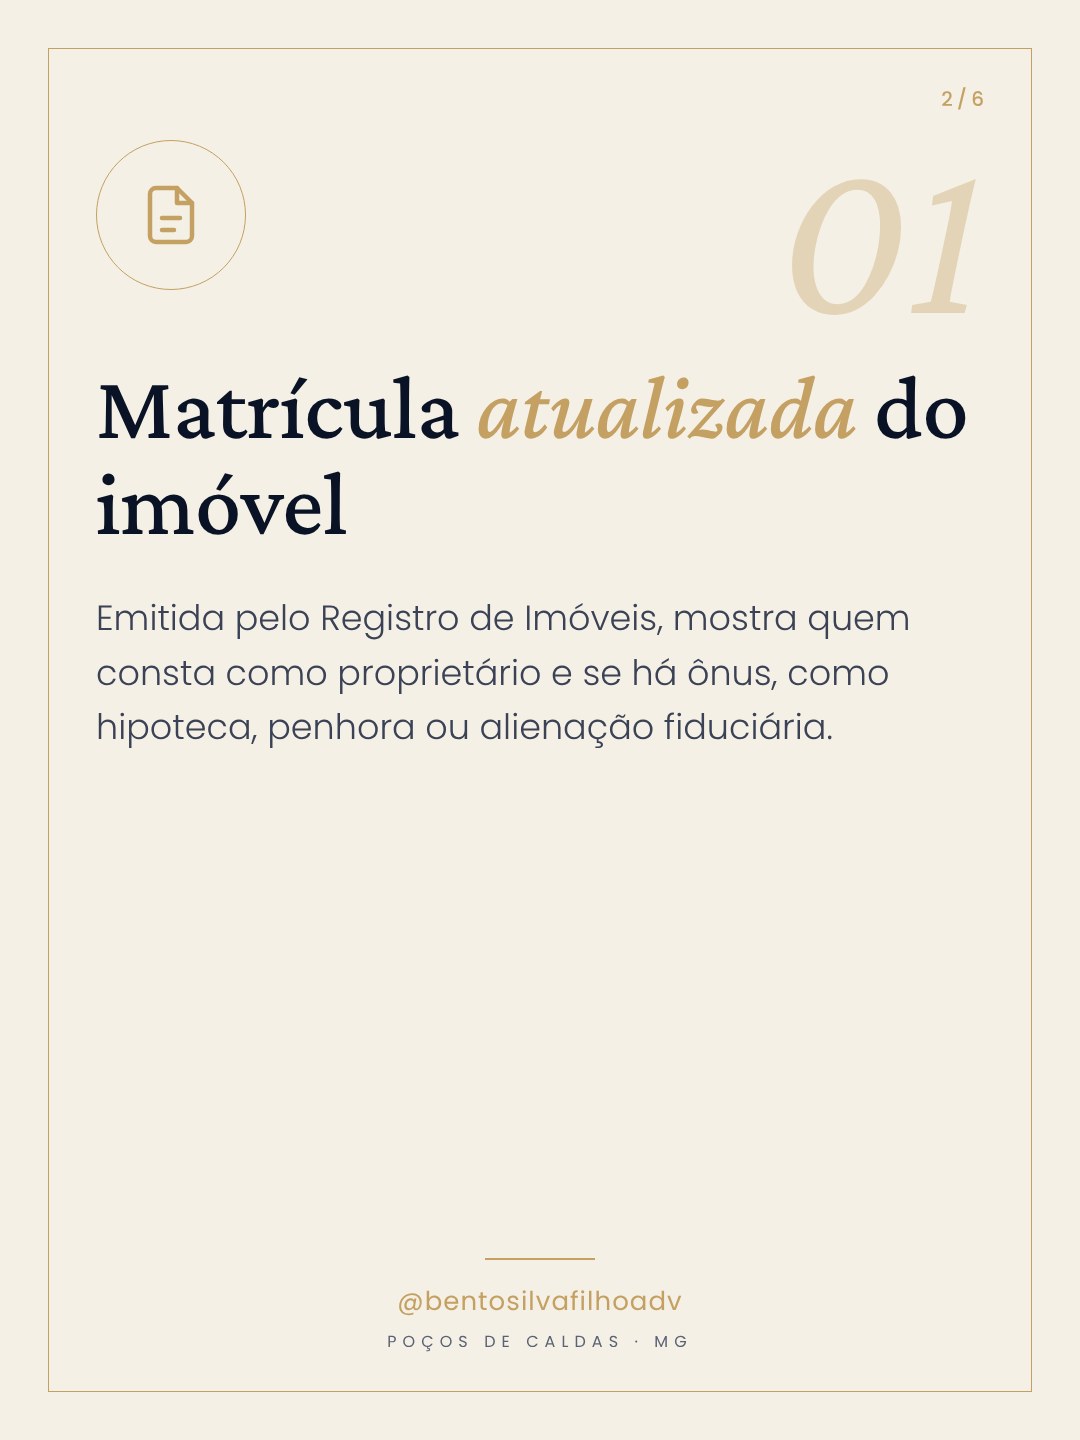 2 / 6
01
Matrícula atualizada do
imóvel
Emitida pelo Registro de Imóveis, mostra quem
consta como proprietário e se há ônus, como
hipoteca, penhora ou alienação fiduciária.
@bentosilvafilhoadv
POÇOS DE CALDAS · MG